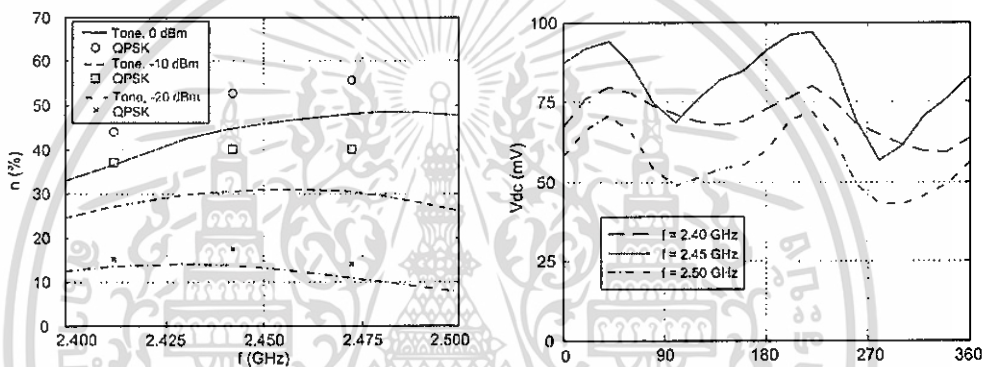 70
60
50
40
30
20
10
0
η (%)
Tone, 0 dBm
QPSK
Tone, -10 dBm
QPSK
Tone, -20 dBm
QPSK
2.400 2.425 2.450 2.475 2.500
f (GHz)
100
75
50
25
0
Vdc (mV)
f = 2.40 GHz
f = 2.45 GHz
f = 2.50 GHz
0 90 180 270 360